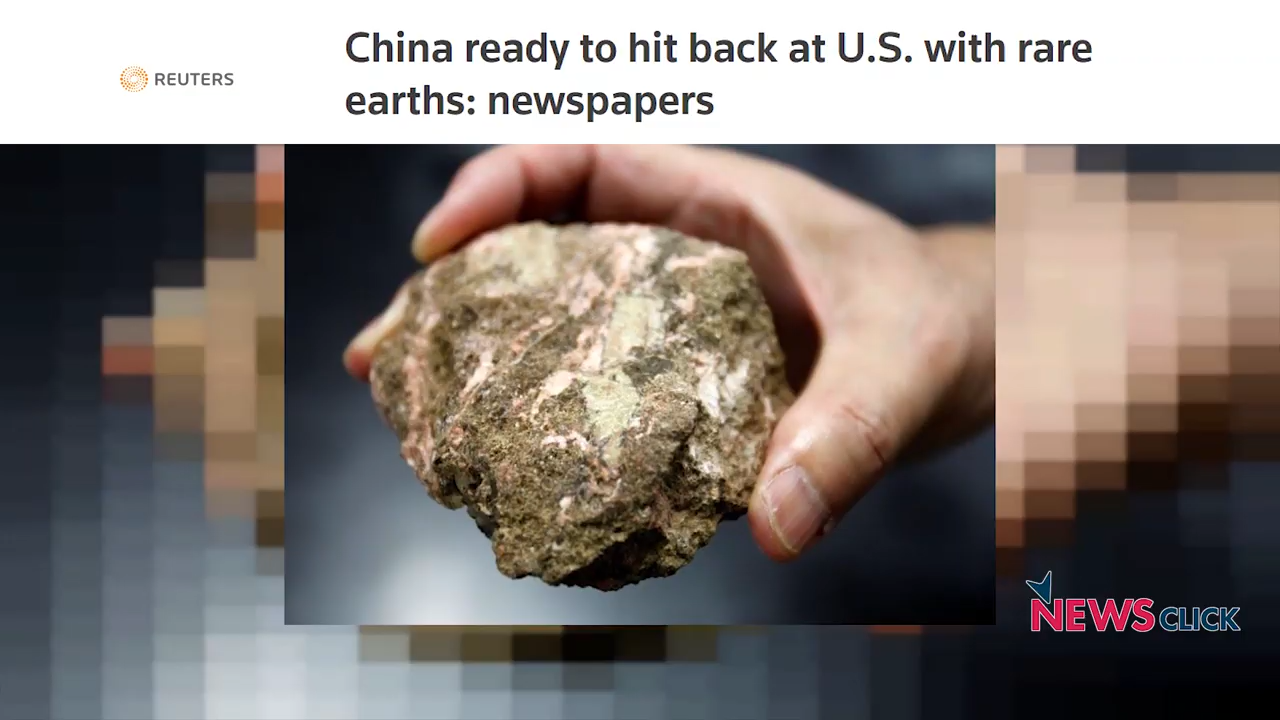 China ready to hit back at U.S. with rare
REUTERS
earths: newspapers
NEWSCLICK